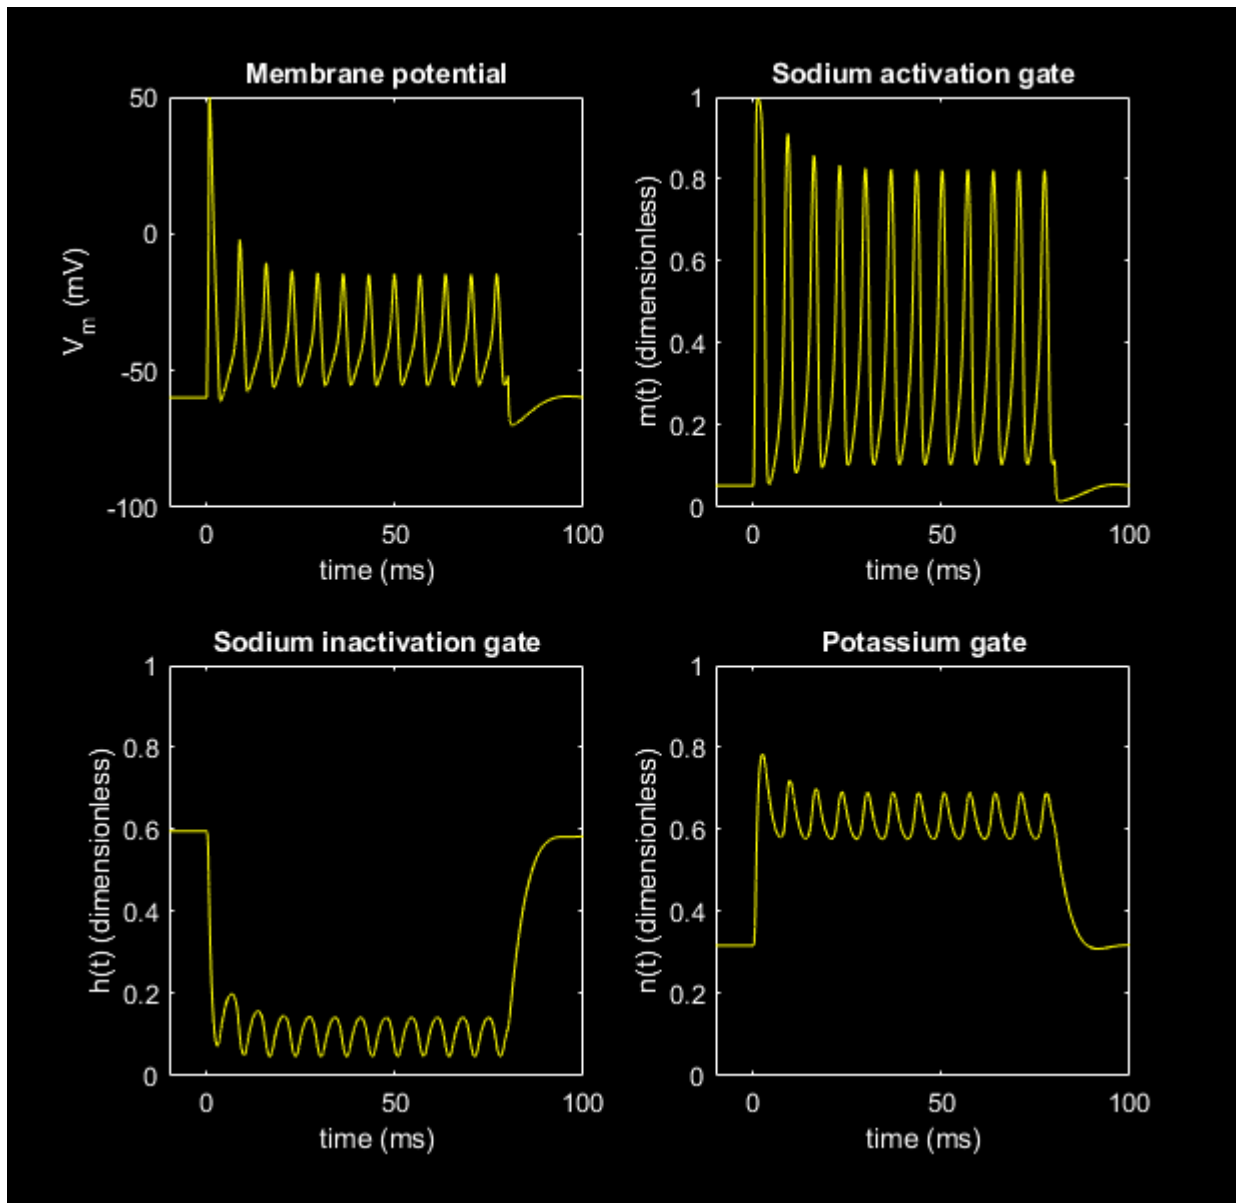 Membrane potential
50
0
-50
-100
V_m (mV)
0 50 100
time (ms)
Sodium activation gate
1
0.8
0.6
0.4
0.2
0
m(t) (dimensionless)
0 50 100
time (ms)
Sodium inactivation gate
1
0.8
0.6
0.4
0.2
0
h(t) (dimensionless)
0 50 100
time (ms)
Potassium gate
1
0.8
0.6
0.4
0.2
0
n(t) (dimensionless)
0 50 100
time (ms)